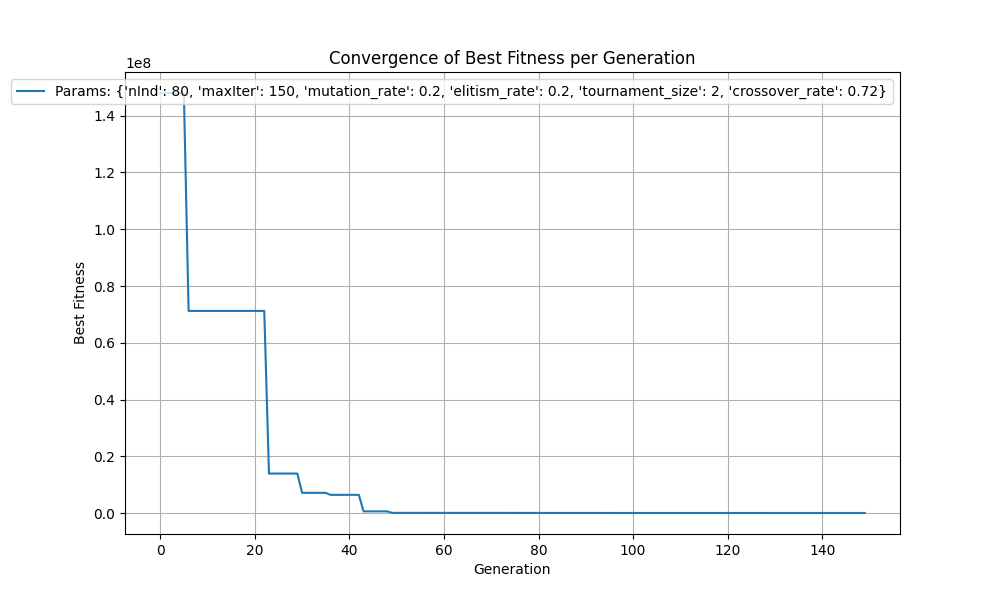 Convergence of Best Fitness per Generation
1e8
Params: {'nInd': 80, 'maxIter': 150, 'mutation_rate': 0.2, 'elitism_rate': 0.2, 'tournament_size': 2, 'crossover_rate': 0.72}
1.4
1.2
1.0
0.8
0.6
0.4
0.2
0.0
Best Fitness
0 20 40 60 80 100 120 140
Generation